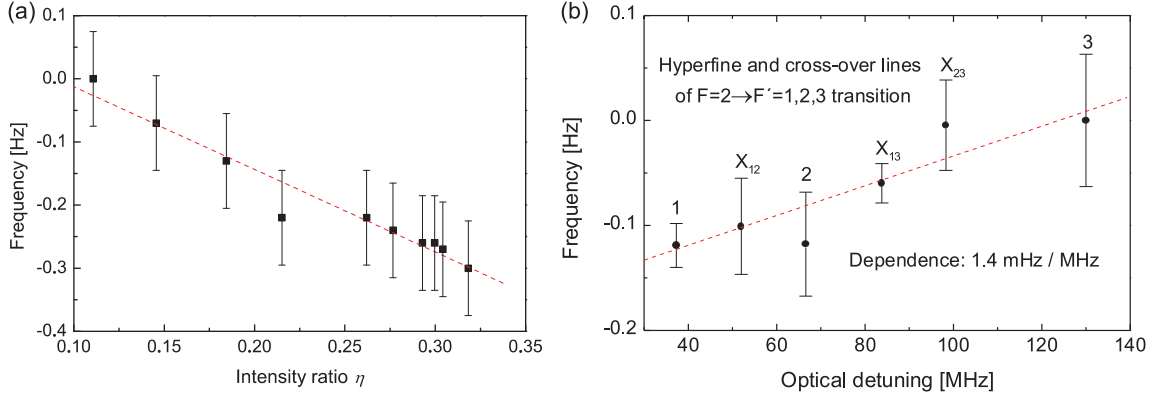 (a)
0.1
0.0
-0.1
-0.2
-0.3
-0.4
0.10
0.15
0.20
0.25
0.30
0.35
Frequency [Hz]
Intensity ratio η
(b)
0.1
0.0
-0.1
-0.2
40
60
80
100
120
140
Frequency [Hz]
Optical detuning [MHz]
Hyperfine and cross-over lines
of F=2→F´=1,2,3 transition
1
X12
2
X13
X23
3
Dependence: 1.4 mHz / MHz